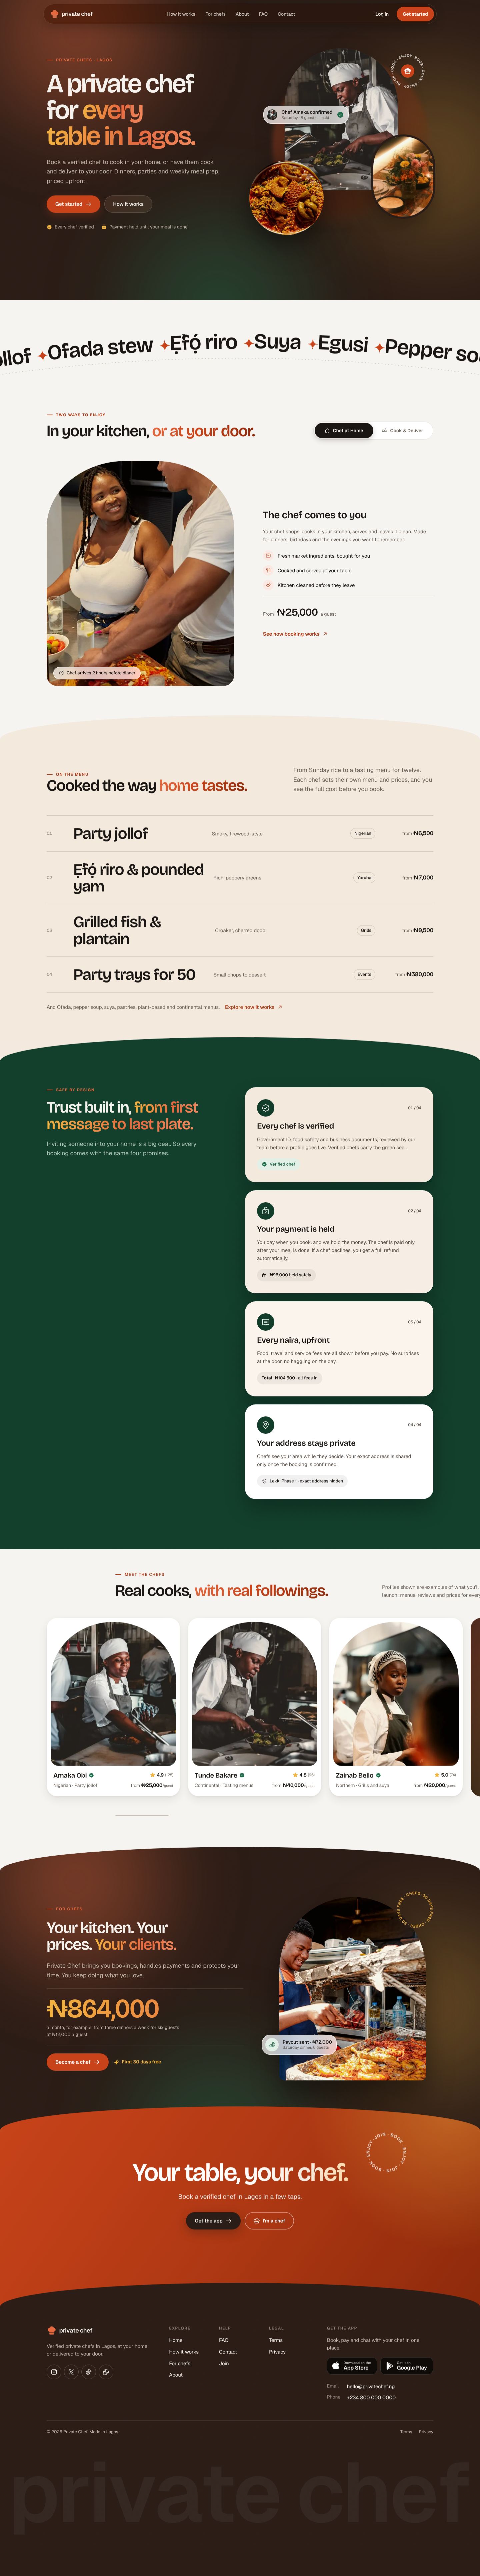 private chef
How it works
For chefs
About
FAQ
Contact
Log in
Get started
PRIVATE CHEFS · LAGOS
A private chef
for every
table in Lagos.
Book a verified chef to cook in your home, or have them cook
and deliver to your door. Dinners, parties and weekly meal prep,
priced upfront.
Get started
How it works
Every chef verified
Payment held until your meal is done
Chef Amaka confirmed
ollof ✦ Ofada stew ✦ Ẹ̀fọ́ riro ✦ Suya ✦ Egusi ✦ Pepper so
TWO WAYS TO ENJOY
In your kitchen, or at your door.
Chef at Home
Cook & Deliver
Chef arrives 2 hours before dinner
The chef comes to you
Your chef shops, cooks in your kitchen, serves and leaves it clean. Made
for dinners, birthdays and the evenings you want to remember.
Fresh market ingredients, bought for you
Cooked and served at your table
Kitchen cleaned before they leave
From ₦25,000 a guest
See how booking works
ON THE MENU
Cooked the way home tastes.
From Sunday rice to a tasting menu for twelve.
Each chef sets their own menu and prices, and you
see the full cost before you book.
01 Party jollof Smoky, firewood-style Nigerian from ₦6,500
02 Ẹ̀fọ́ riro & pounded
yam Rich, peppery greens Yoruba from ₦7,000
03 Grilled fish &
plantain Croaker, charred dodo Grills from ₦9,500
04 Party trays for 50 Small chops to dessert Events from ₦380,000
And Ofada, pepper soup, suya, pastries, plant-based and continental menus.
Explore how it works
SAFE BY DESIGN
Trust built in, from first
message to last plate.
Inviting someone into your home is a big deal. So every
booking comes with the same four promises.
01 / 04
Every chef is verified
Government ID, food safety and business documents, reviewed by our
team before a profile goes live. Verified chefs carry the green seal.
Verified chef
02 / 04
Your payment is held
You pay when you book, and we hold the money. The chef is paid only
after your meal is done. If a chef declines, you get a full refund
automatically.
₦96,000 held safely
03 / 04
Every naira, upfront
Food, travel and service fees are all shown before you pay. No surprises
at the door, no haggling on the day.
Total ₦104,500 · all fees in
04 / 04
Your address stays private
Chefs see your area while they decide. Your exact address is shared
only once the booking is confirmed.
Lekki Phase 1 · exact address hidden
MEET THE CHEFS
Real cooks, with real followings.
Profiles shown are examples of what you'll
launch: menus, reviews and prices for every
Amaka Obi
4.9
Nigerian · Party jollof
from ₦25,000/guest
Tunde Bakare
4.8
Continental · Tasting menus
from ₦40,000/guest
Zainab Bello
5.0
Northern · Grills and suya
from ₦20,000/guest
FOR CHEFS
Your kitchen. Your
prices. Your clients.
Private Chef brings you bookings, handles payments and protects your
time. You keep doing what you love.
₦864,000
a month, for example, from three dinners a week for six guests
at ₦12,000 a guest
Become a chef
First 30 days free
Payout sent · ₦72,000
Saturday dinner, 6 guests
Your table, your chef.
Book a verified chef in Lagos in a few taps.
Get the app
I'm a chef
private chef
Verified private chefs in Lagos, at your home
or delivered to your door.
EXPLORE
Home
How it works
For chefs
About
HELP
FAQ
Contact
Join
LEGAL
Terms
Privacy
GET THE APP
Book, pay and chat with your chef in one
place.
Download on the
App Store
Get it on
Google Play
Email hello@privatechef.ng
Phone +234 800 000 0000
© 2026 Private Chef. Made in Lagos.
Terms
Privacy
private chef